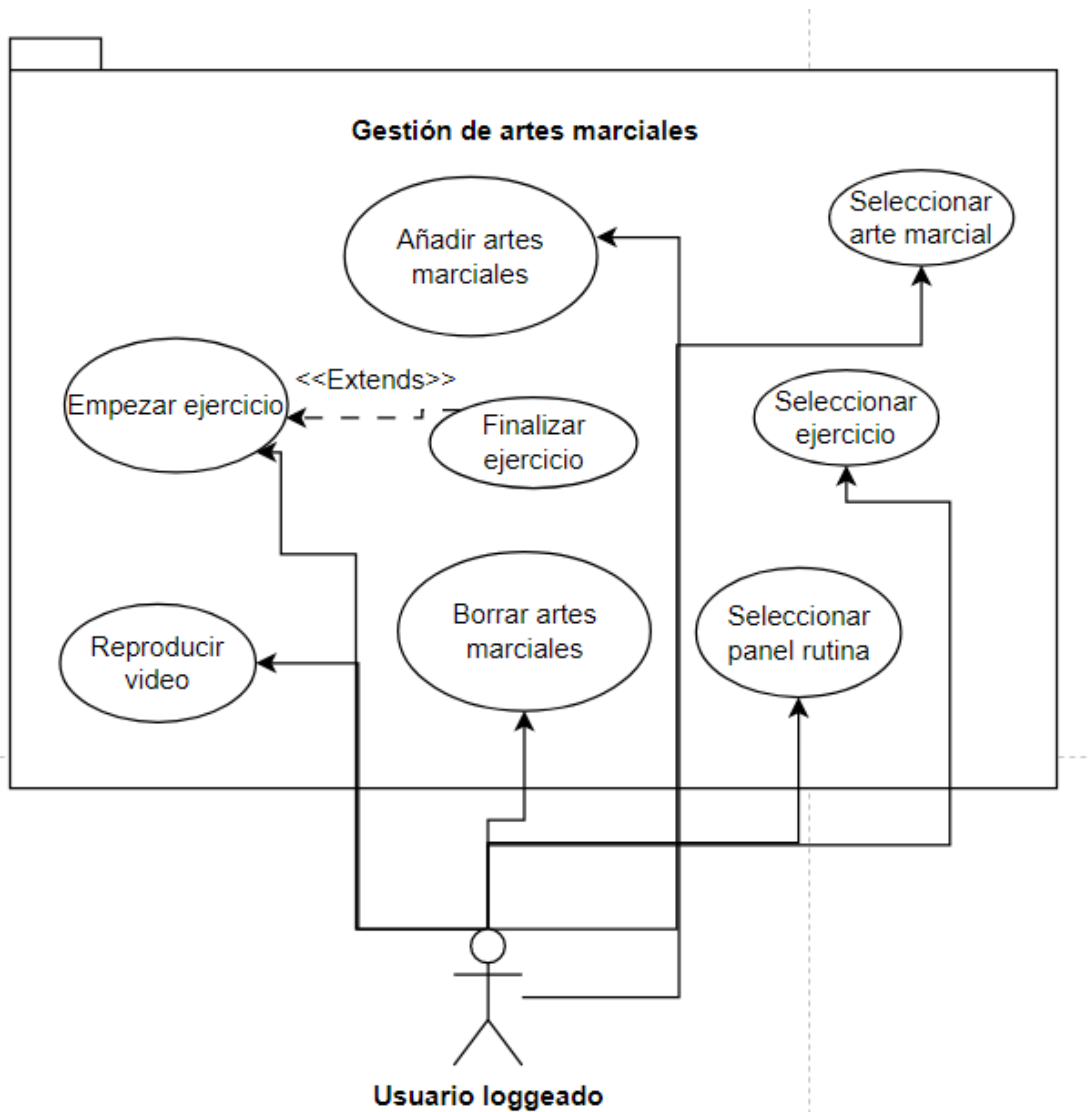 Gestión de artes marciales
Seleccionar
arte marcial
Añadir artes
marciales
<<Extends>>
Empezar ejercicio
Seleccionar
ejercicio
Finalizar
ejercicio
Borrar artes
marciales
Seleccionar
panel rutina
Reproducir
video
Usuario loggeado